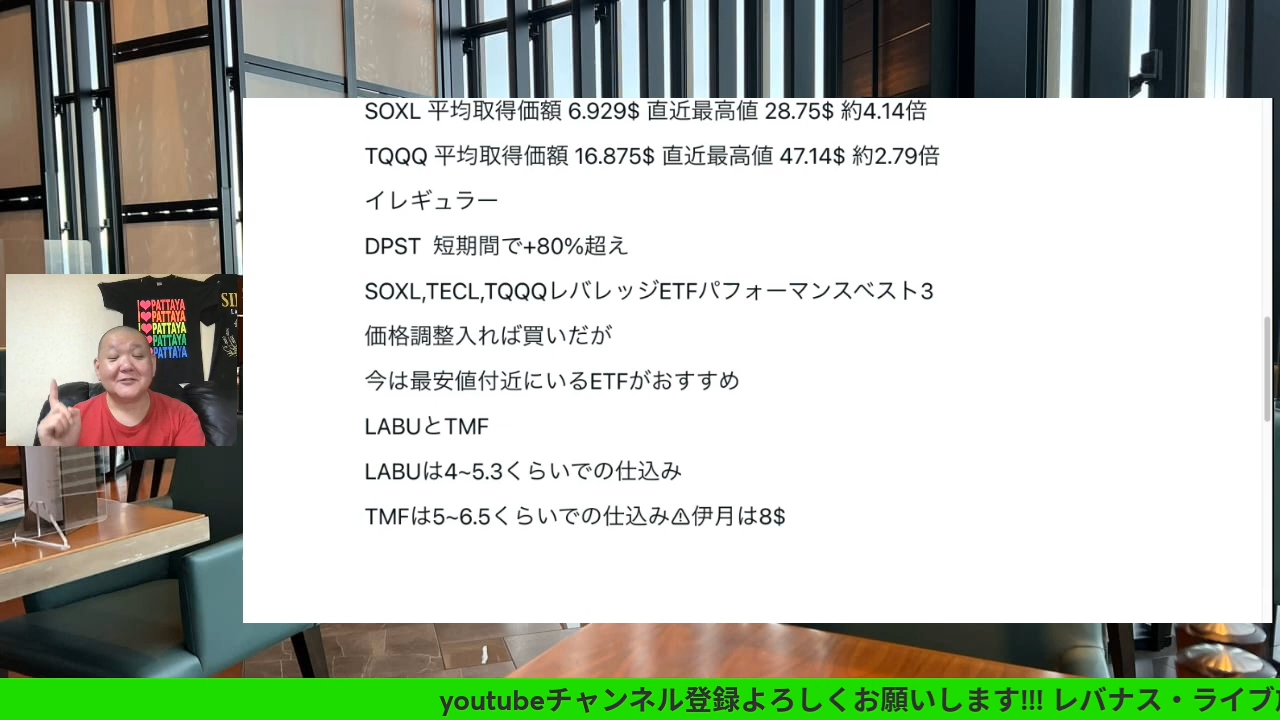 SOXL 平均取得価額 6.929$ 直近最高値 28.75$ 約4.14倍
TQQQ 平均取得価額 16.875$ 直近最高値 47.14$ 約2.79倍
イレギュラー
DPST 短期間で+80%超え
SOXL,TECL,TQQQレバレッジETFパフォーマンスベスト3
価格調整入れば買いだが
今は最安値付近にいるETFがおすすめ
LABUとTMF
LABUは4~5.3くらいでの仕込み
TMFは5~6.5くらいでの仕込み⚠伊月は8$
I❤PATTAYA
I❤PATTAYA
I❤PATTAYA
PATTAYA
PATTAYA
youtubeチャンネル登録よろしくお願いします!!! レバナス・ライブ